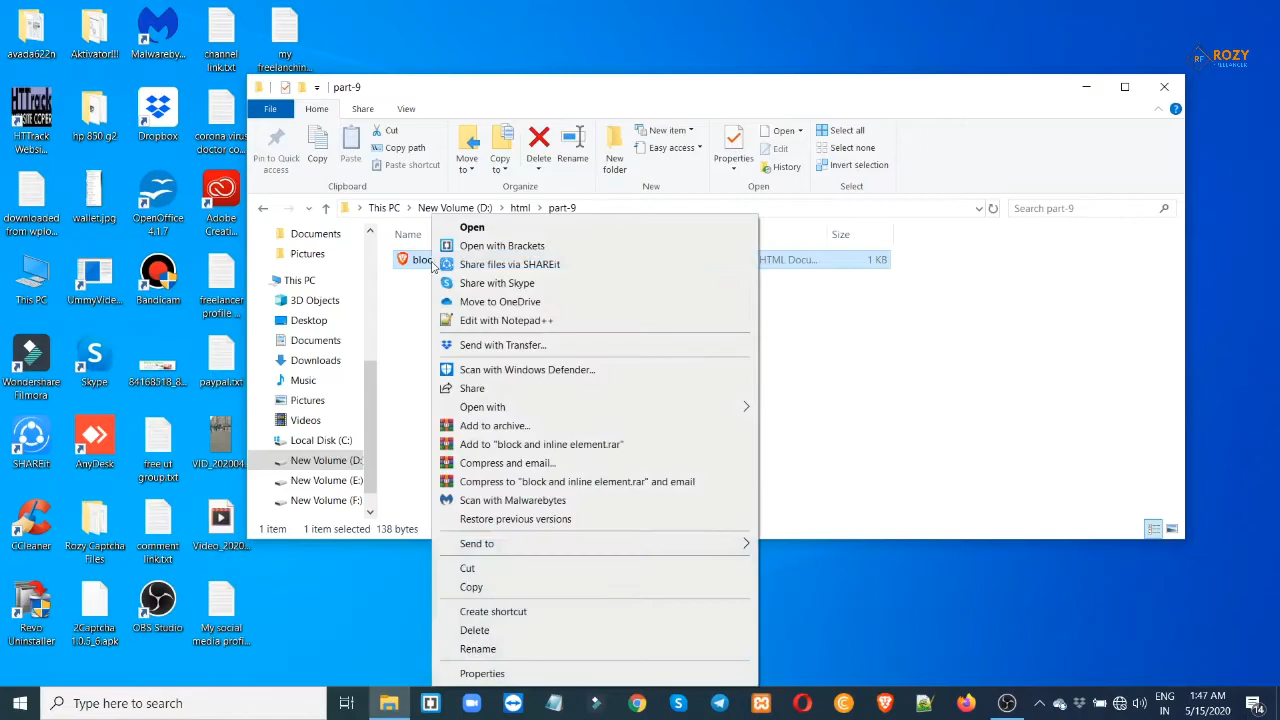 avada622n
Aktivator!!!
Malwareby...
channel
link.txt
my
freelanchin...
HTTrack
Websi...
hp 850 g2
Dropbox
corona virus
doctor co...
downloaded
from wplo...
wallet.jpg
OpenOffice
4.1.7
Adobe
Creati...
This PC
UmmyVide...
Bandicam
freelancer
profile ...
Wondershare
Filmora
Skype
84168518_8...
paypal.txt
SHAREit
AnyDesk
free ut
group.txt
VID_202004...
CCleaner
Rozy Captcha
Files
comment
link.txt
Video_2020...
Revo
Uninstaller
2Captcha
1.0.5_6.apk
OBS Studio
My social
media profi...
RF ROZY
FREELANCER
part-9
File Home Share View
Pin to Quick
access
Copy
Paste
Cut
Copy path
Paste shortcut
Clipboard
Move
to
Copy
to
Delete
Rename
Organize
New
folder
New item
Easy access
New
Properties
Open
Edit
History
Open
Select all
Select none
Invert selection
Select
This PC > New Volume (D:) > html > part-9
Search part-9
Name Size
Documents
Pictures
This PC
3D Objects
Desktop
Documents
Downloads
Music
Pictures
Videos
Local Disk (C:)
New Volume (D:
New Volume (E:)
New Volume (F:)
bloc
HTML Docu... 1 KB
1 item 1 item selected 138 bytes
Open
Open with Brackets
Share files via SHAREit
Share with Skype
Move to OneDrive
Edit with Notepad++
Send with Transfer...
Scan with Windows Defender...
Share
Open with
Add to archive...
Add to "block and inline element.rar"
Compress and email...
Compress to "block and inline element.rar" and email
Scan with Malwarebytes
Restore previous versions
Send to
Cut
Copy
Create shortcut
Delete
Rename
Properties
Type here to search
ENG
IN
1:47 AM
5/15/2020
14